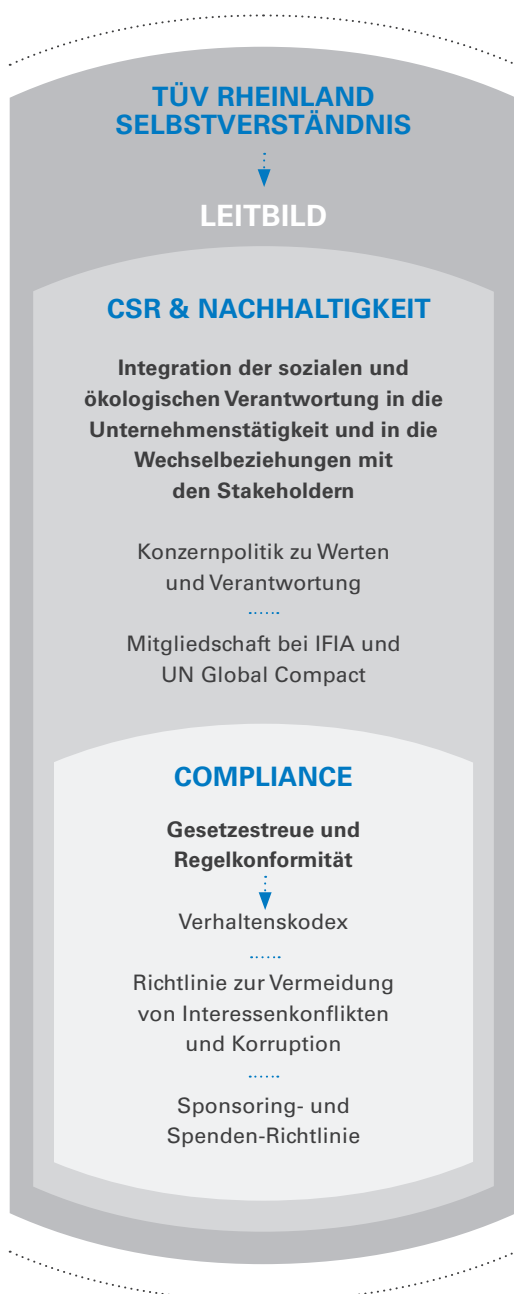 TÜV RHEINLAND
SELBSTVERSTÄNDNIS
LEITBILD
CSR & NACHHALTIGKEIT
Integration der sozialen und
ökologischen Verantwortung in die
Unternehmenstätigkeit und in die
Wechselbeziehungen mit
den Stakeholdern
Konzernpolitik zu Werten
und Verantwortung
Mitgliedschaft bei IFIA und
UN Global Compact
COMPLIANCE
Gesetzestreue und
Regelkonformität
Verhaltenskodex
Richtlinie zur Vermeidung
von Interessenkonflikten
und Korruption
Sponsoring- und
Spenden-Richtlinie